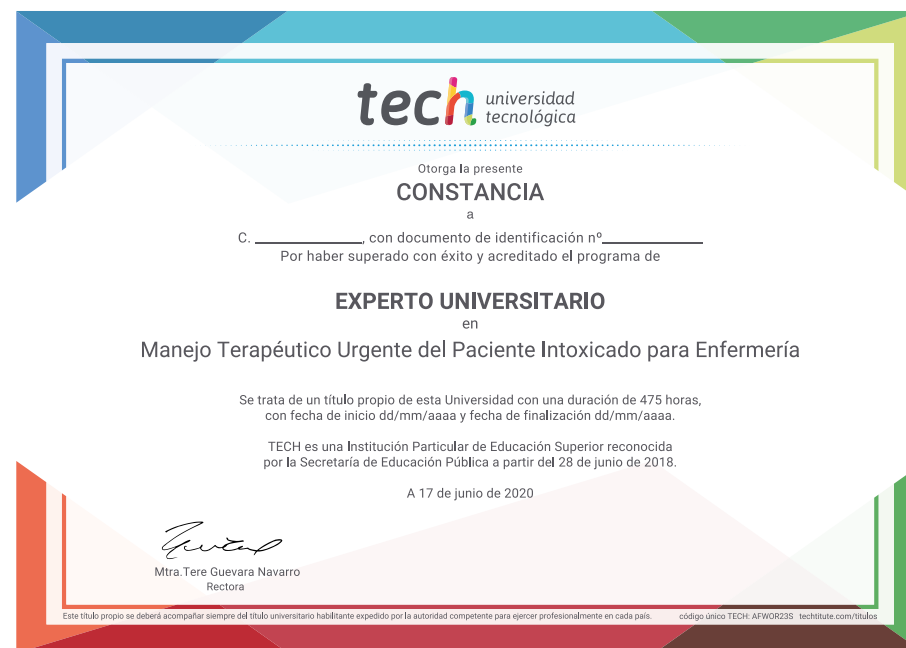 tech universidad
tecnológica
Otorga la presente
CONSTANCIA
a
C. ____________, con documento de identificación nº____________
Por haber superado con éxito y acreditado el programa de
EXPERTO UNIVERSITARIO
en
Manejo Terapéutico Urgente del Paciente Intoxicado para Enfermería
Se trata de un título propio de esta Universidad con una duración de 475 horas,
con fecha de inicio dd/mm/aaaa y fecha de finalización dd/mm/aaaa.
TECH es una Institución Particular de Educación Superior reconocida
por la Secretaría de Educación Pública a partir del 28 de junio de 2018.
A 17 de junio de 2020
Mtra.Tere Guevara Navarro
Rectora
Este título propio se deberá acompañar siempre del título universitario habilitante expedido por la autoridad competente para ejercer profesionalmente en cada país. código único TECH: AFWOR23S techtitute.com/titulos